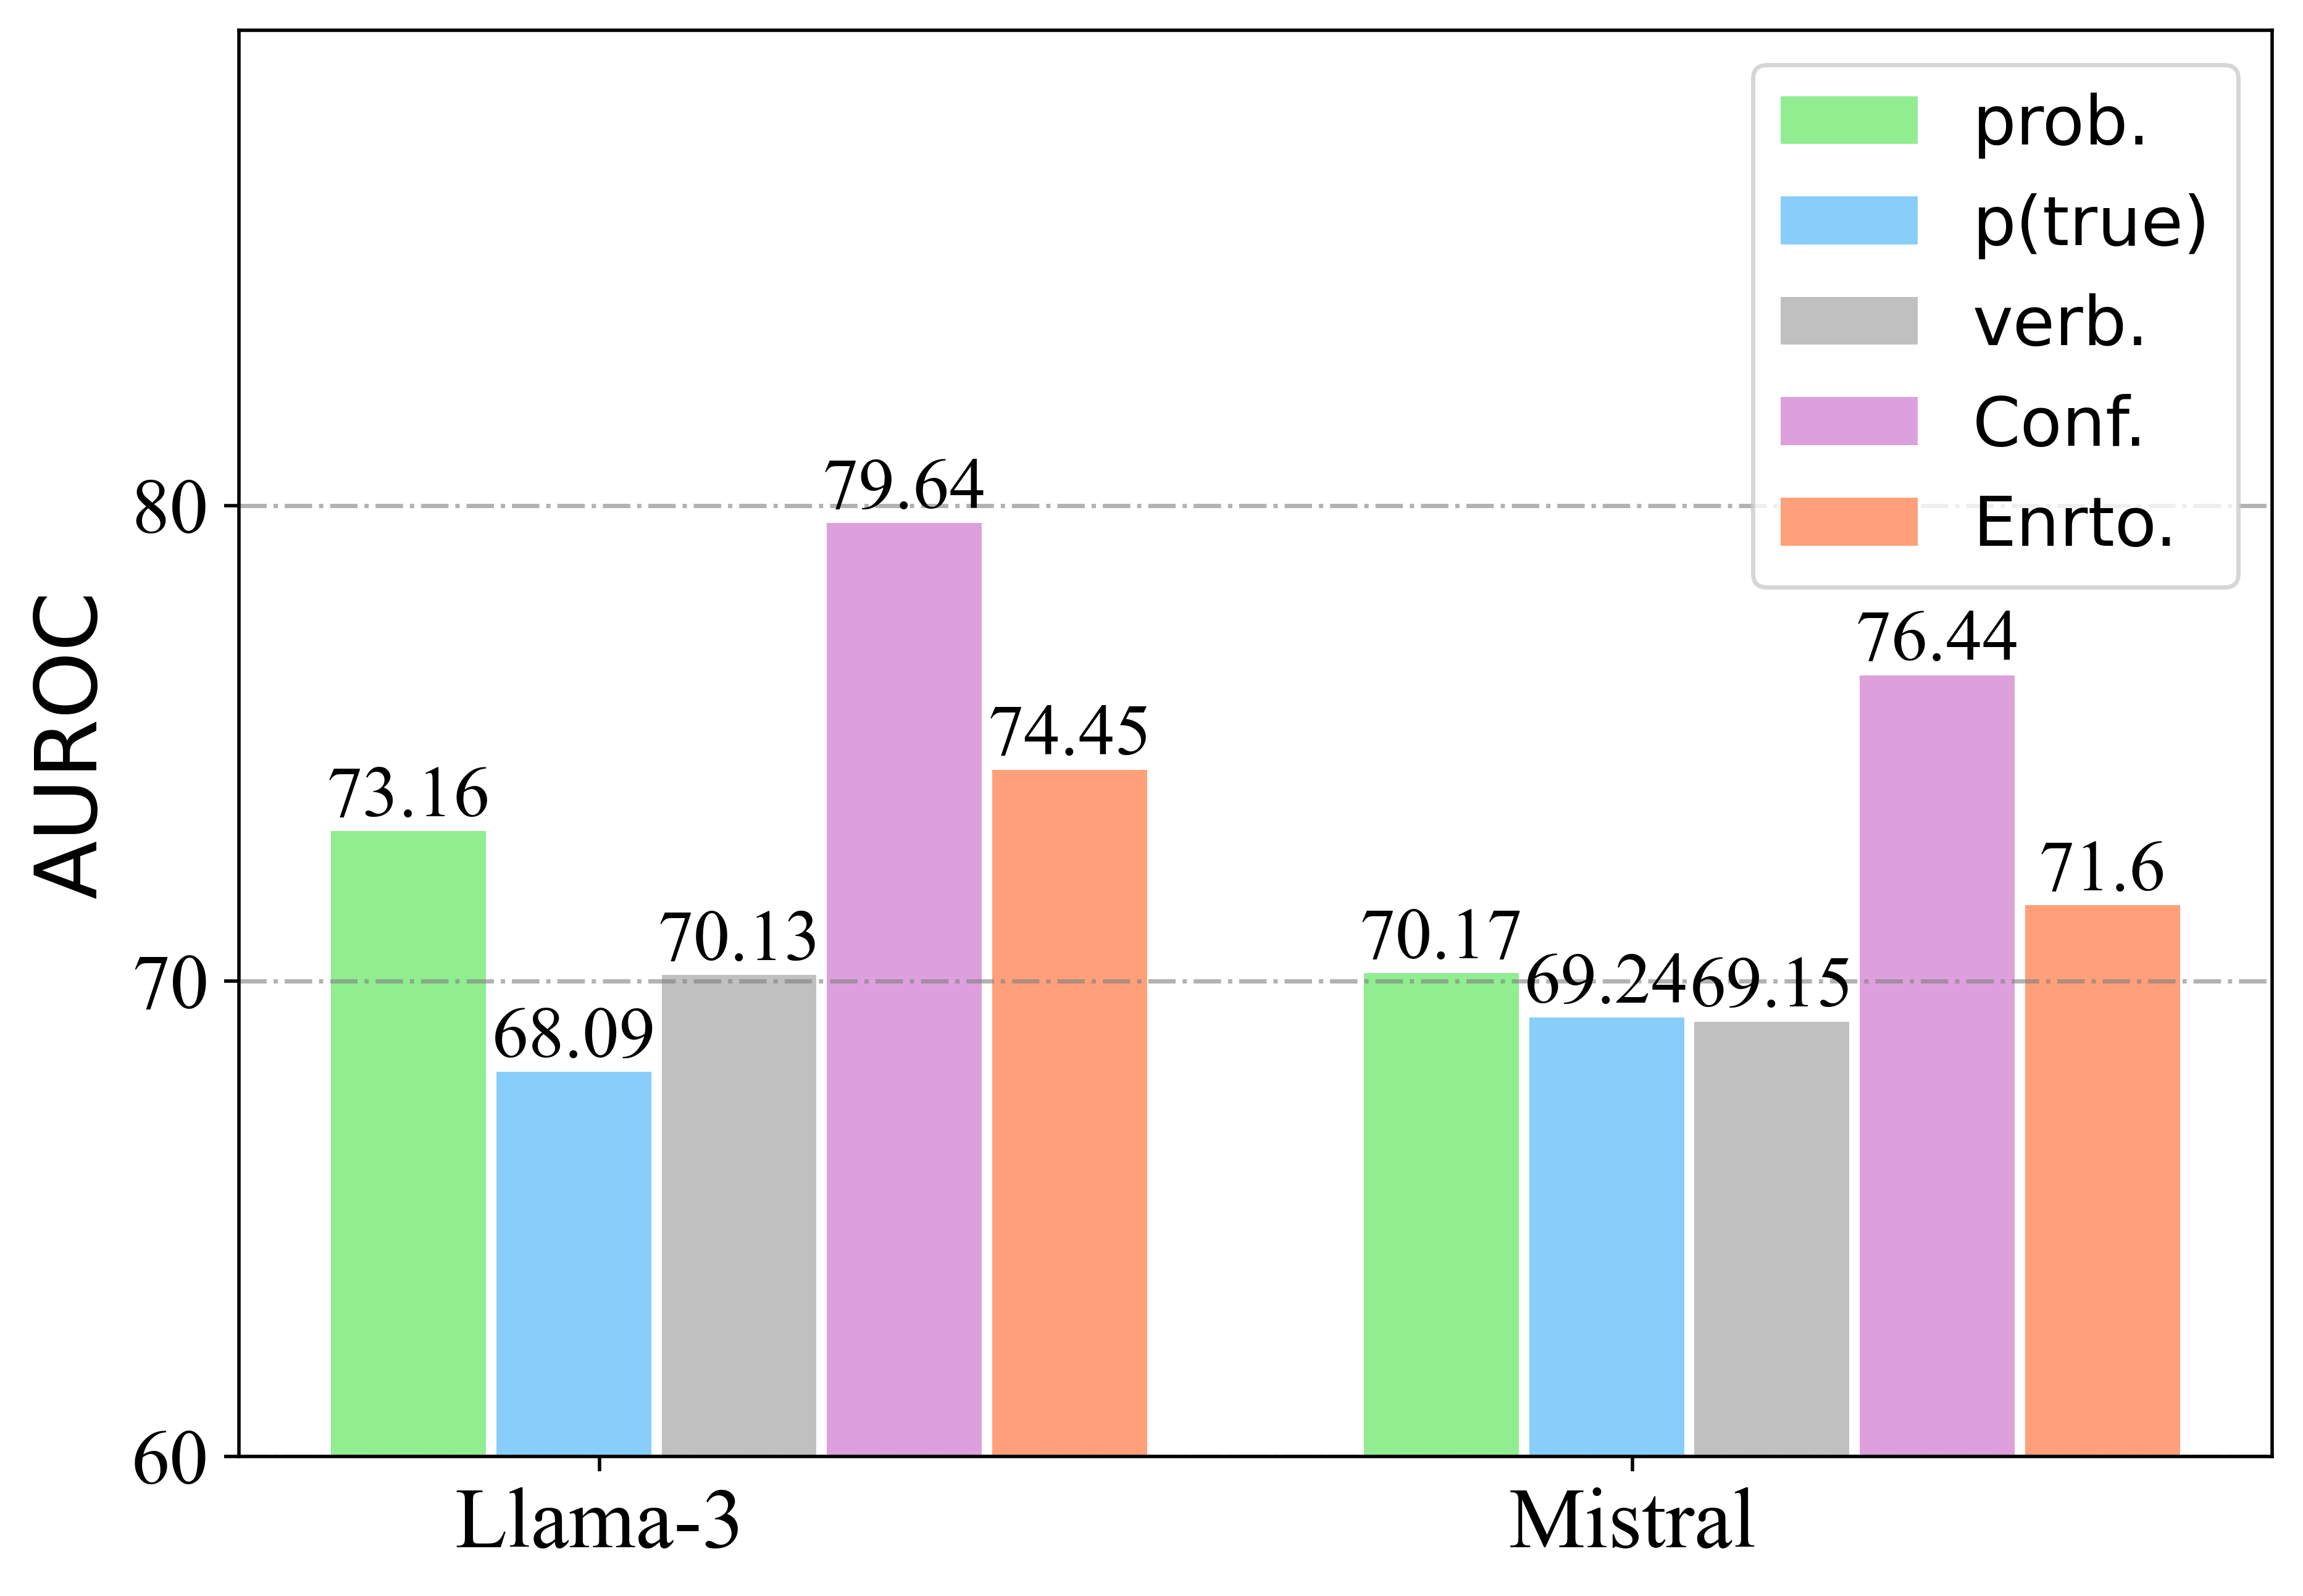 prob.
p(true)
verb.
Conf.
Enrto.
AUROC
80
70
60
73.16
68.09
70.13
79.64
74.45
70.17
69.24
69.15
76.44
71.6
Llama-3
Mistral